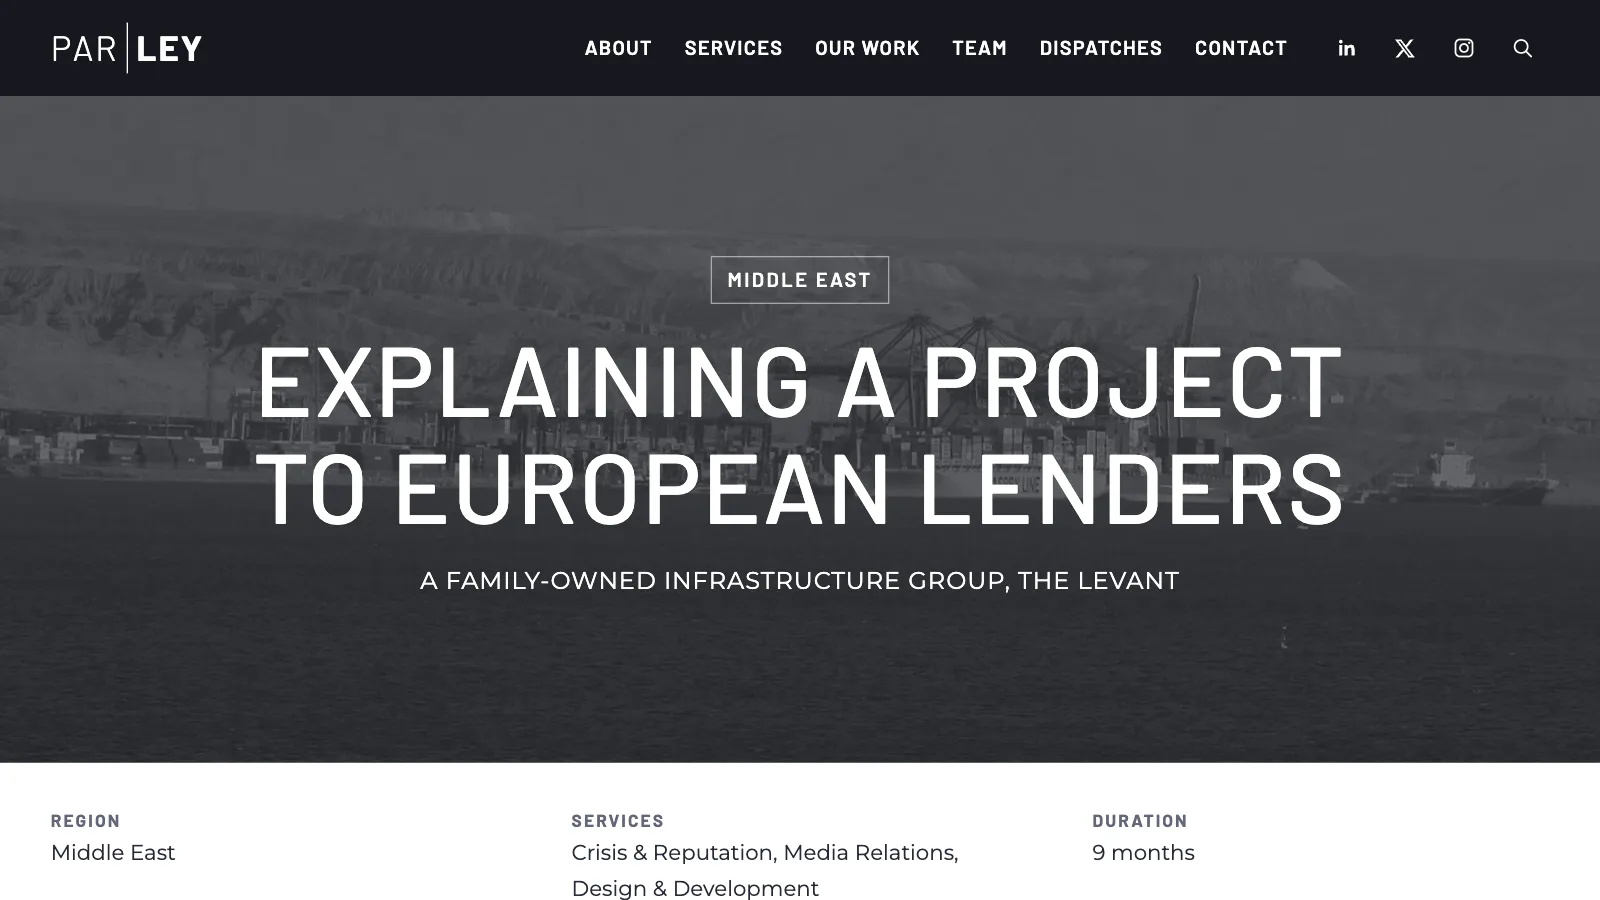 PAR|LEY
ABOUT SERVICES OUR WORK TEAM DISPATCHES CONTACT
MIDDLE EAST
EXPLAINING A PROJECT
TO EUROPEAN LENDERS
A FAMILY-OWNED INFRASTRUCTURE GROUP, THE LEVANT
REGION
Middle East
SERVICES
Crisis & Reputation, Media Relations,
Design & Development
DURATION
9 months